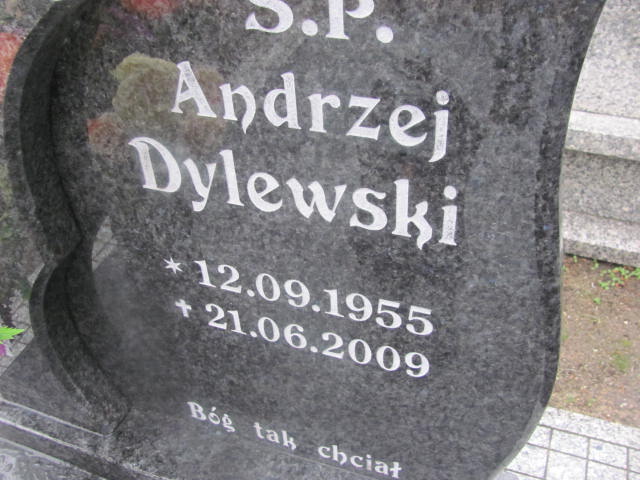 Ś.P.
Andrzej
Dylewski
* 12.09.1955
✝ 21.06.2009
Bóg tak chciał